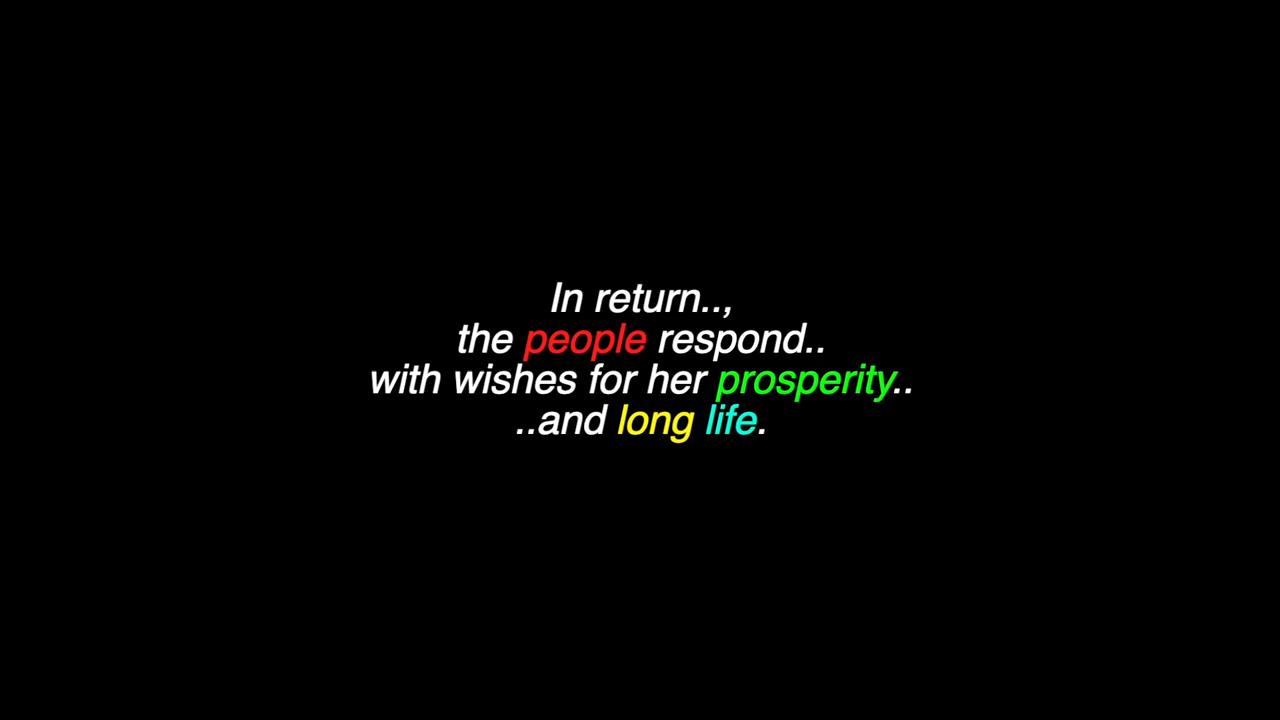 In return..,
the people respond..
with wishes for her prosperity..
..and long life.